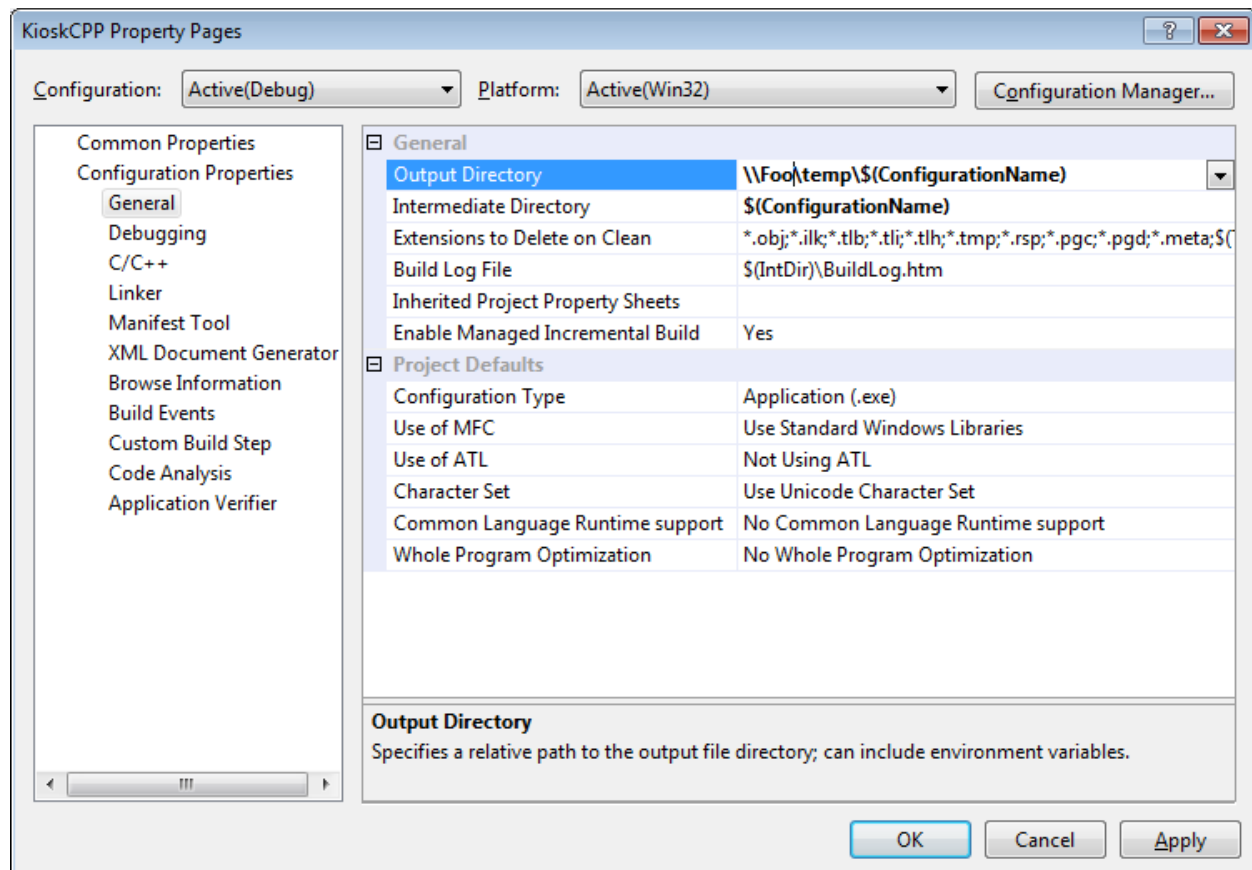 KioskCPP Property Pages
Configuration: Active(Debug) Platform: Active(Win32) Configuration Manager...
Common Properties
Configuration Properties
General
Debugging
C/C++
Linker
Manifest Tool
XML Document Generator
Browse Information
Build Events
Custom Build Step
Code Analysis
Application Verifier
General
Output Directory \\Foo\temp\$(ConfigurationName)
Intermediate Directory $(ConfigurationName)
Extensions to Delete on Clean *.obj;*.ilk;*.tlb;*.tli;*.tlh;*.tmp;*.rsp;*.pgc;*.pgd;*.meta;$(
Build Log File $(IntDir)\BuildLog.htm
Inherited Project Property Sheets
Enable Managed Incremental Build Yes
Project Defaults
Configuration Type Application (.exe)
Use of MFC Use Standard Windows Libraries
Use of ATL Not Using ATL
Character Set Use Unicode Character Set
Common Language Runtime support No Common Language Runtime support
Whole Program Optimization No Whole Program Optimization
Output Directory
Specifies a relative path to the output file directory; can include environment variables.
OK Cancel Apply